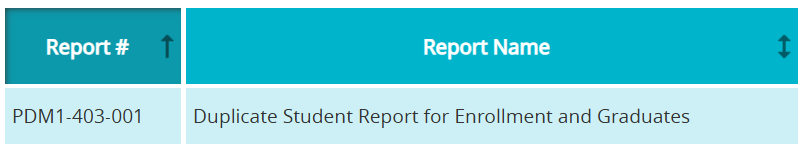 Report # Report Name
PDM1-403-001 Duplicate Student Report for Enrollment and Graduates